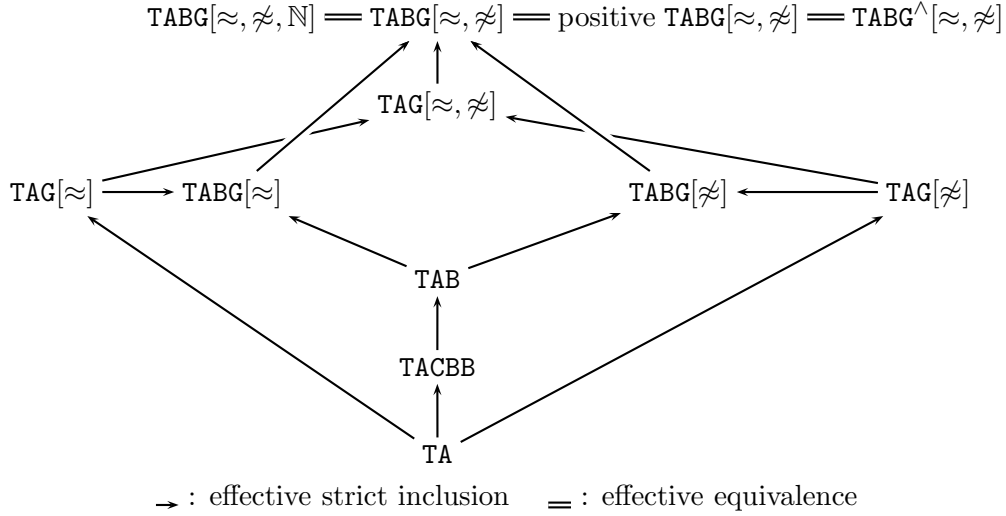 TABG[≈, ≉, ℕ] = TABG[≈, ≉] = positive TABG[≈, ≉] = TABG^∧[≈, ≉]
TAG[≈, ≉]
TAG[≈] TABG[≈] TABG[≉] TAG[≉]
TAB
TACBB
TA
→ : effective strict inclusion = : effective equivalence